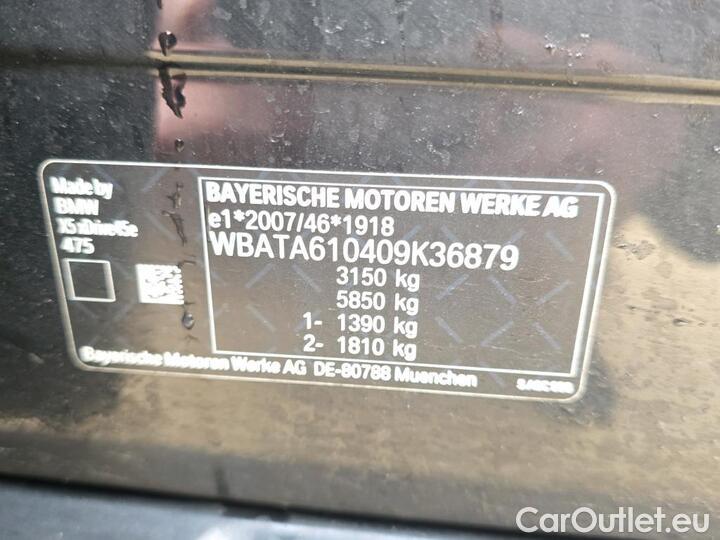 Made by
BMW
X5 xDrive45e
475
BAYERISCHE MOTOREN WERKE AG
e1*2007/46*1918
WBATA610409K36879
3150 kg
5850 kg
1- 1390 kg
2- 1810 kg
Bayerische Motoren Werke AG DE-80788 Muenchen
CarOutlet.eu